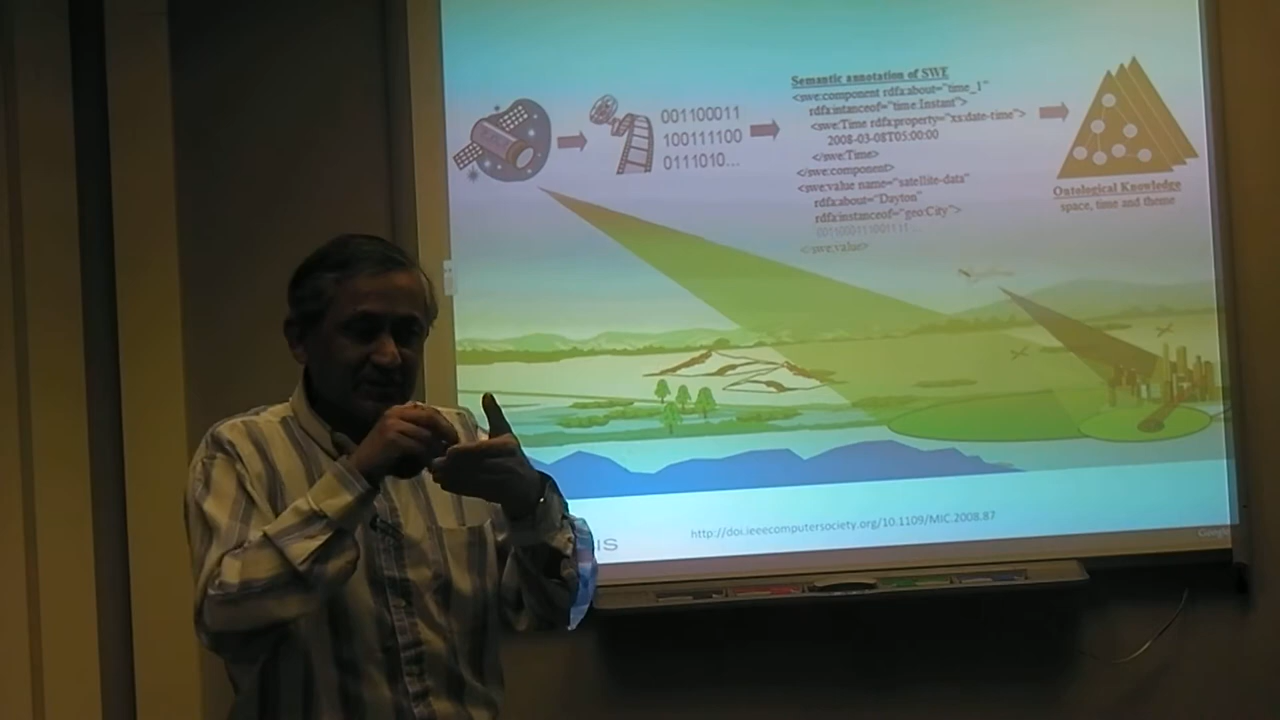 001100011
100111100
0111010...
Semantic annotation of SWE
<swe:component rdfa:about="time_1"
rdfa:intanceof="time:Instant">
<swe:Time rdfa:property="xs:date-time">
2008-03-08T05:00:00
</swe:Time>
</swe:component>
<swe:value name="satellite-data"
rdfa:about="Dayton"
rdfa:instanceof="geo:City">
0011000111001111...
</swe:value>
Ontological Knowledge
space, time and theme
http://doi.ieeecomputersociety.org/10.1109/MIC.2008.87
IS